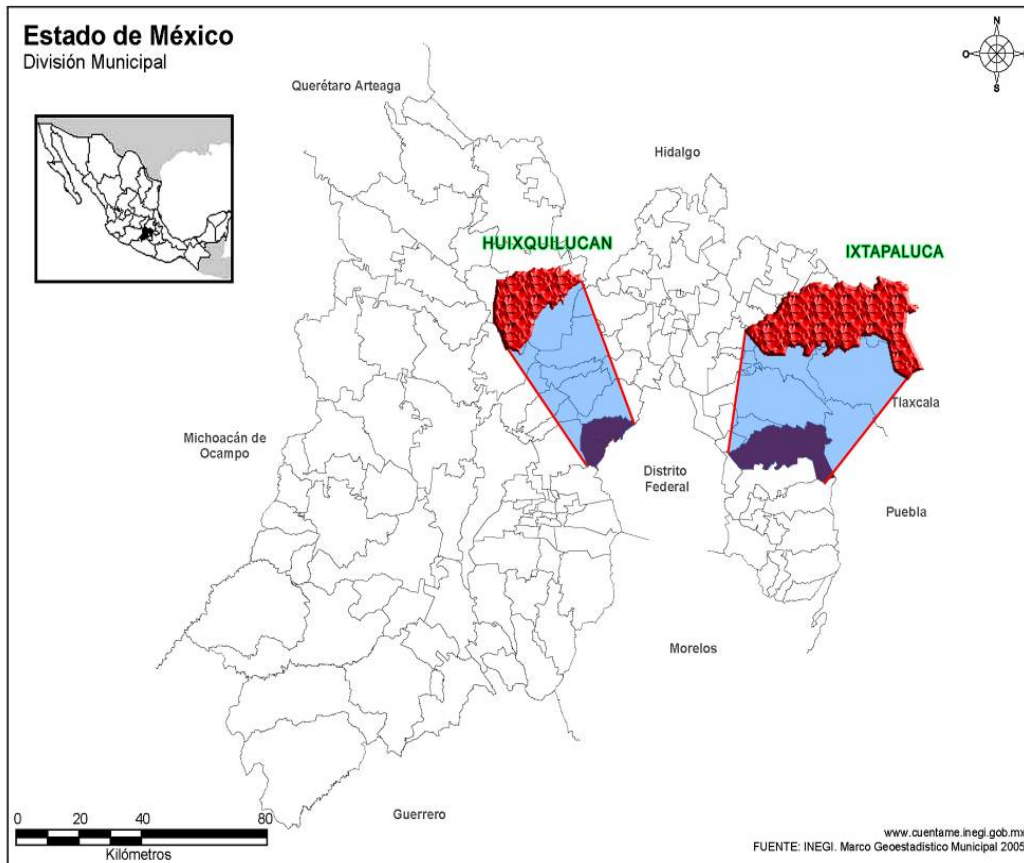 Estado de México
División Municipal
N
O
E
S
Querétaro Arteaga
Hidalgo
HUIXQUILUCAN
IXTAPALUCA
Tlaxcala
Michoacán de
Ocampo
Distrito
Federal
Puebla
Morelos
Guerrero
0 20 40 80
Kilómetros
www.cuentame.inegi.gob.mx
FUENTE: INEGI. Marco Geoestadístico Municipal 2005